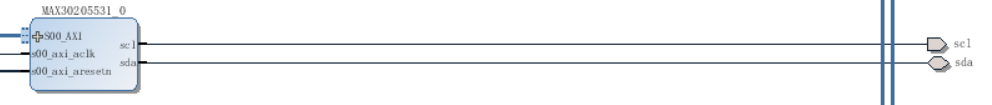 MAX30205531_0
S00_AXI
s00_axi_aclk
s00_axi_aresetn
scl
sda
scl
sda